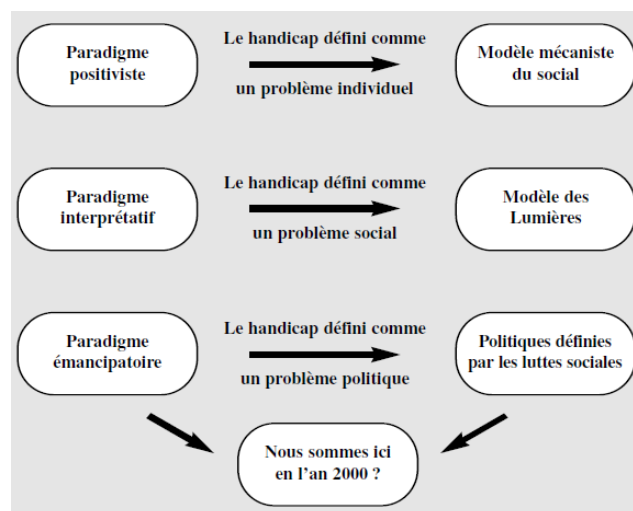 Paradigme
positiviste
Le handicap défini comme
un problème individuel
Modèle mécaniste
du social
Paradigme
interprétatif
Le handicap défini comme
un problème social
Modèle des
Lumières
Paradigme
émancipatoire
Le handicap défini comme
un problème politique
Politiques définies
par les luttes sociales
Nous sommes ici
en l’an 2000 ?